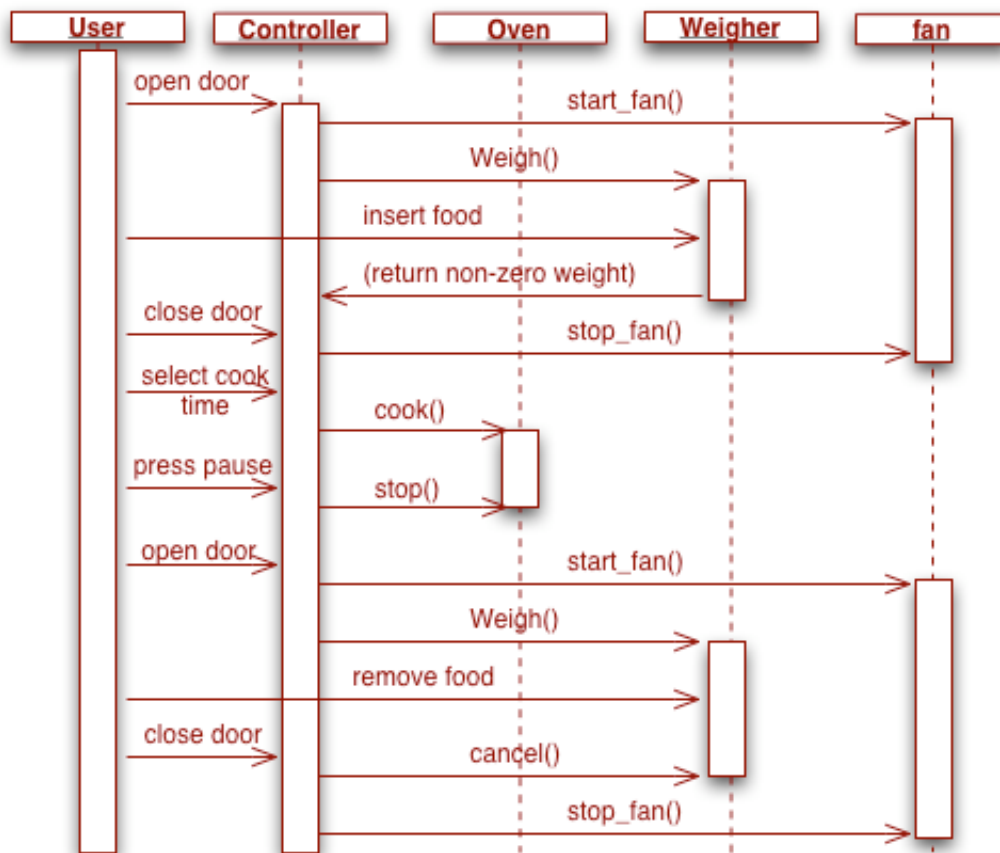 User
Controller
Oven
Weigher
fan
open door
start_fan()
Weigh()
insert food
(return non-zero weight)
close door
stop_fan()
select cook
time
cook()
press pause
stop()
open door
start_fan()
Weigh()
remove food
close door
cancel()
stop_fan()